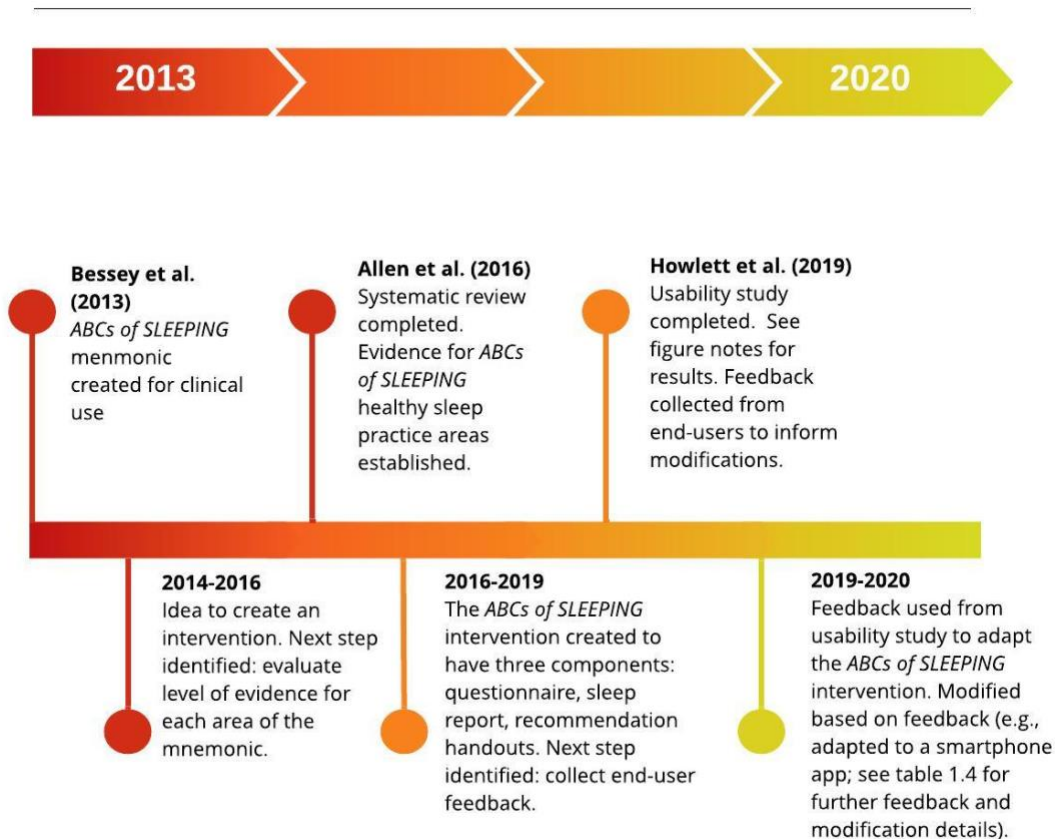 2013
2020
Bessey et al.
(2013)
ABCs of SLEEPING
menmonic
created for clinical
use
Allen et al. (2016)
Systematic review
completed.
Evidence for ABCs
of SLEEPING
healthy sleep
practice areas
established.
Howlett et al. (2019)
Usability study
completed.  See
figure notes for
results. Feedback
collected from
end-users to inform
modifications.
2014-2016
Idea to create an
intervention. Next step
identified: evaluate
level of evidence for
each area of the
mnemonic.
2016-2019
The ABCs of SLEEPING
intervention created to
have three components:
questionnaire, sleep
report, recommendation
handouts. Next step
identified: collect end-user
feedback.
2019-2020
Feedback used from
usability study to adapt
the ABCs of SLEEPING
intervention. Modified
based on feedback (e.g.,
adapted to a smartphone
app; see table 1.4 for
further feedback and
modification details).